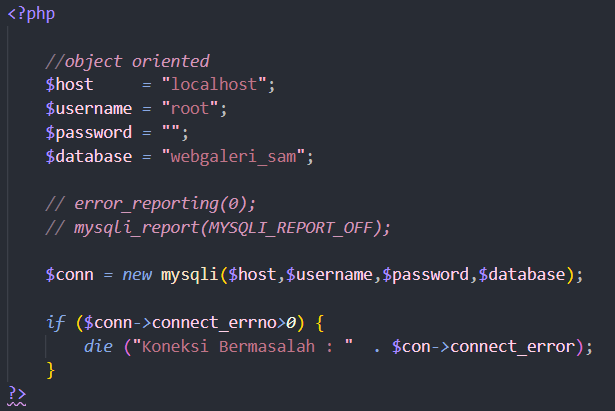 <?php
//object oriented
$host     = "localhost";
$username = "root";
$password = "";
$database = "webgaleri_sam";
// error_reporting(0);
// mysqli_report(MYSQLI_REPORT_OFF);
$conn = new mysqli($host,$username,$password,$database);
if ($conn->connect_errno>0) {
die ("Koneksi Bermasalah : "  . $con->connect_error);
}
?>